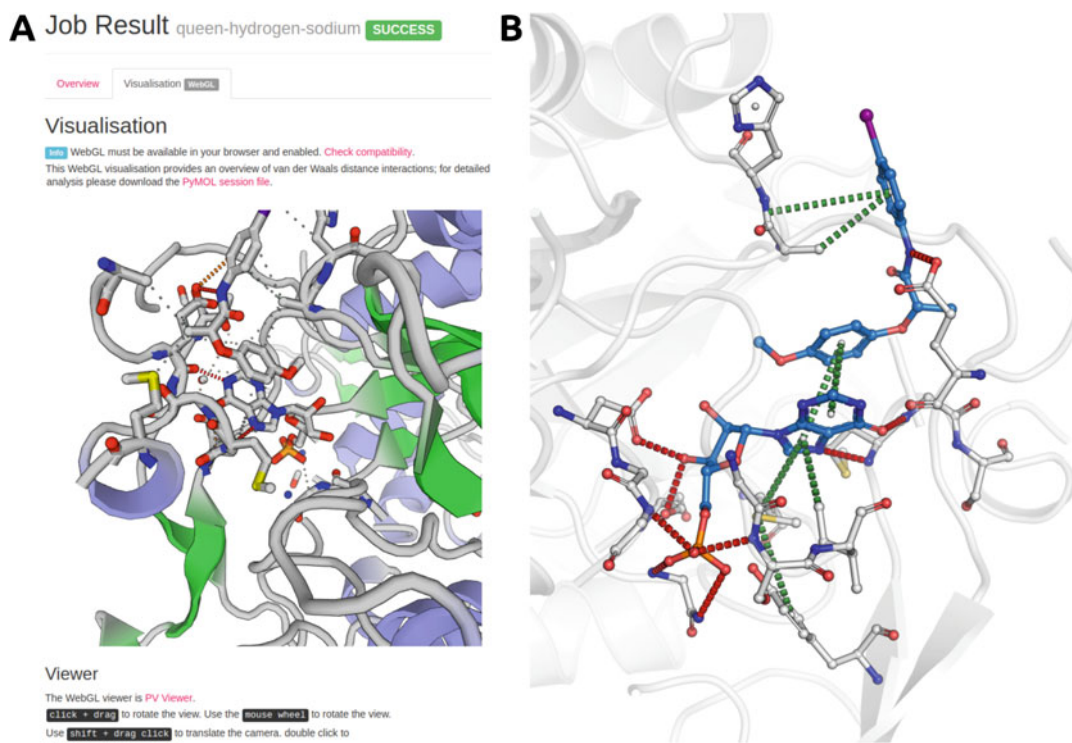 A
Job Result queen-hydrogen-sodium SUCCESS
Overview
Visualisation WebGL
Visualisation
Info WebGL must be available in your browser and enabled. Check compatibility.
This WebGL visualisation provides an overview of van der Waals distance interactions; for detailed
analysis please download the PyMOL session file.
Viewer
The WebGL viewer is PV Viewer.
click + drag to rotate the view. Use the mouse wheel to rotate the view.
Use shift + drag click to translate the camera. double click to
B